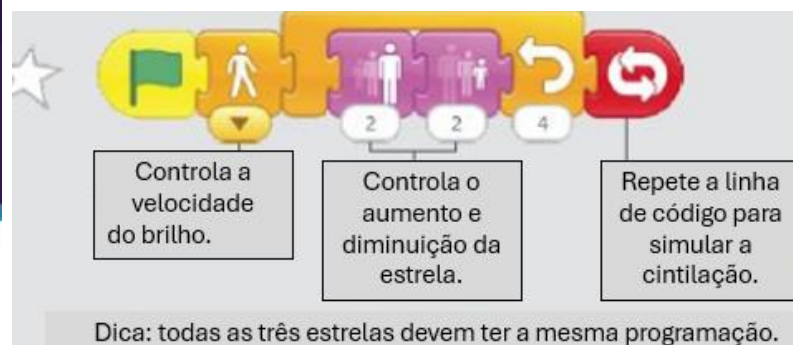 2
2
4
Controla a
velocidade
do brilho.
Controla o
aumento e
diminuição da
estrela.
Repete a linha
de código para
simular a
cintilação.
Dica: todas as três estrelas devem ter a mesma programação.